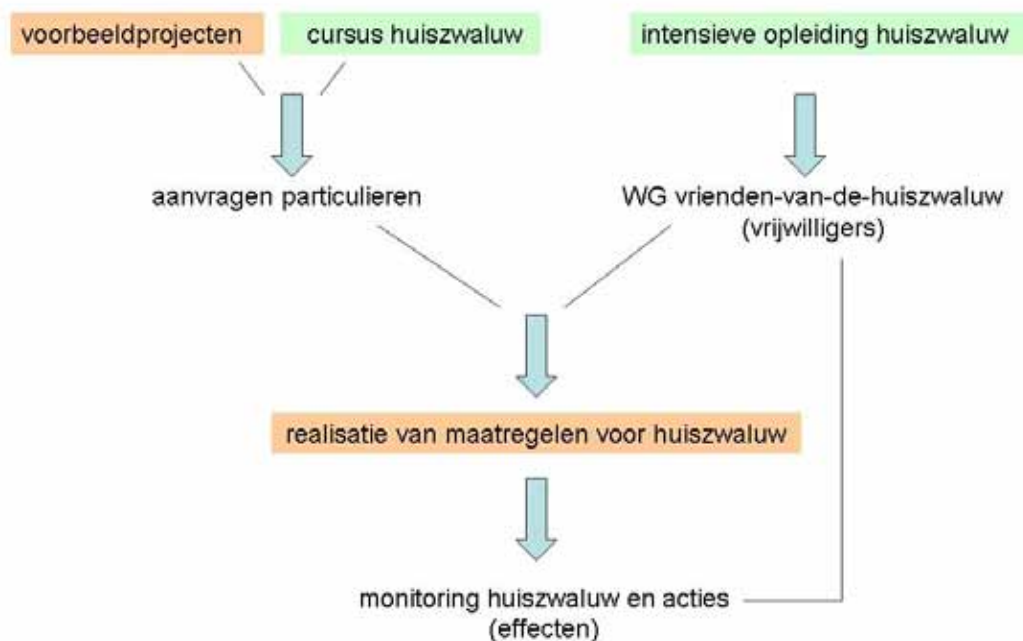 voorbeeldprojecten
cursus huiszwaluw
intensieve opleiding huiszwaluw
aanvragen particulieren
WG vrienden-van-de-huiszwaluw
(vrijwilligers)
realisatie van maatregelen voor huiszwaluw
monitoring huiszwaluw en acties
(effecten)